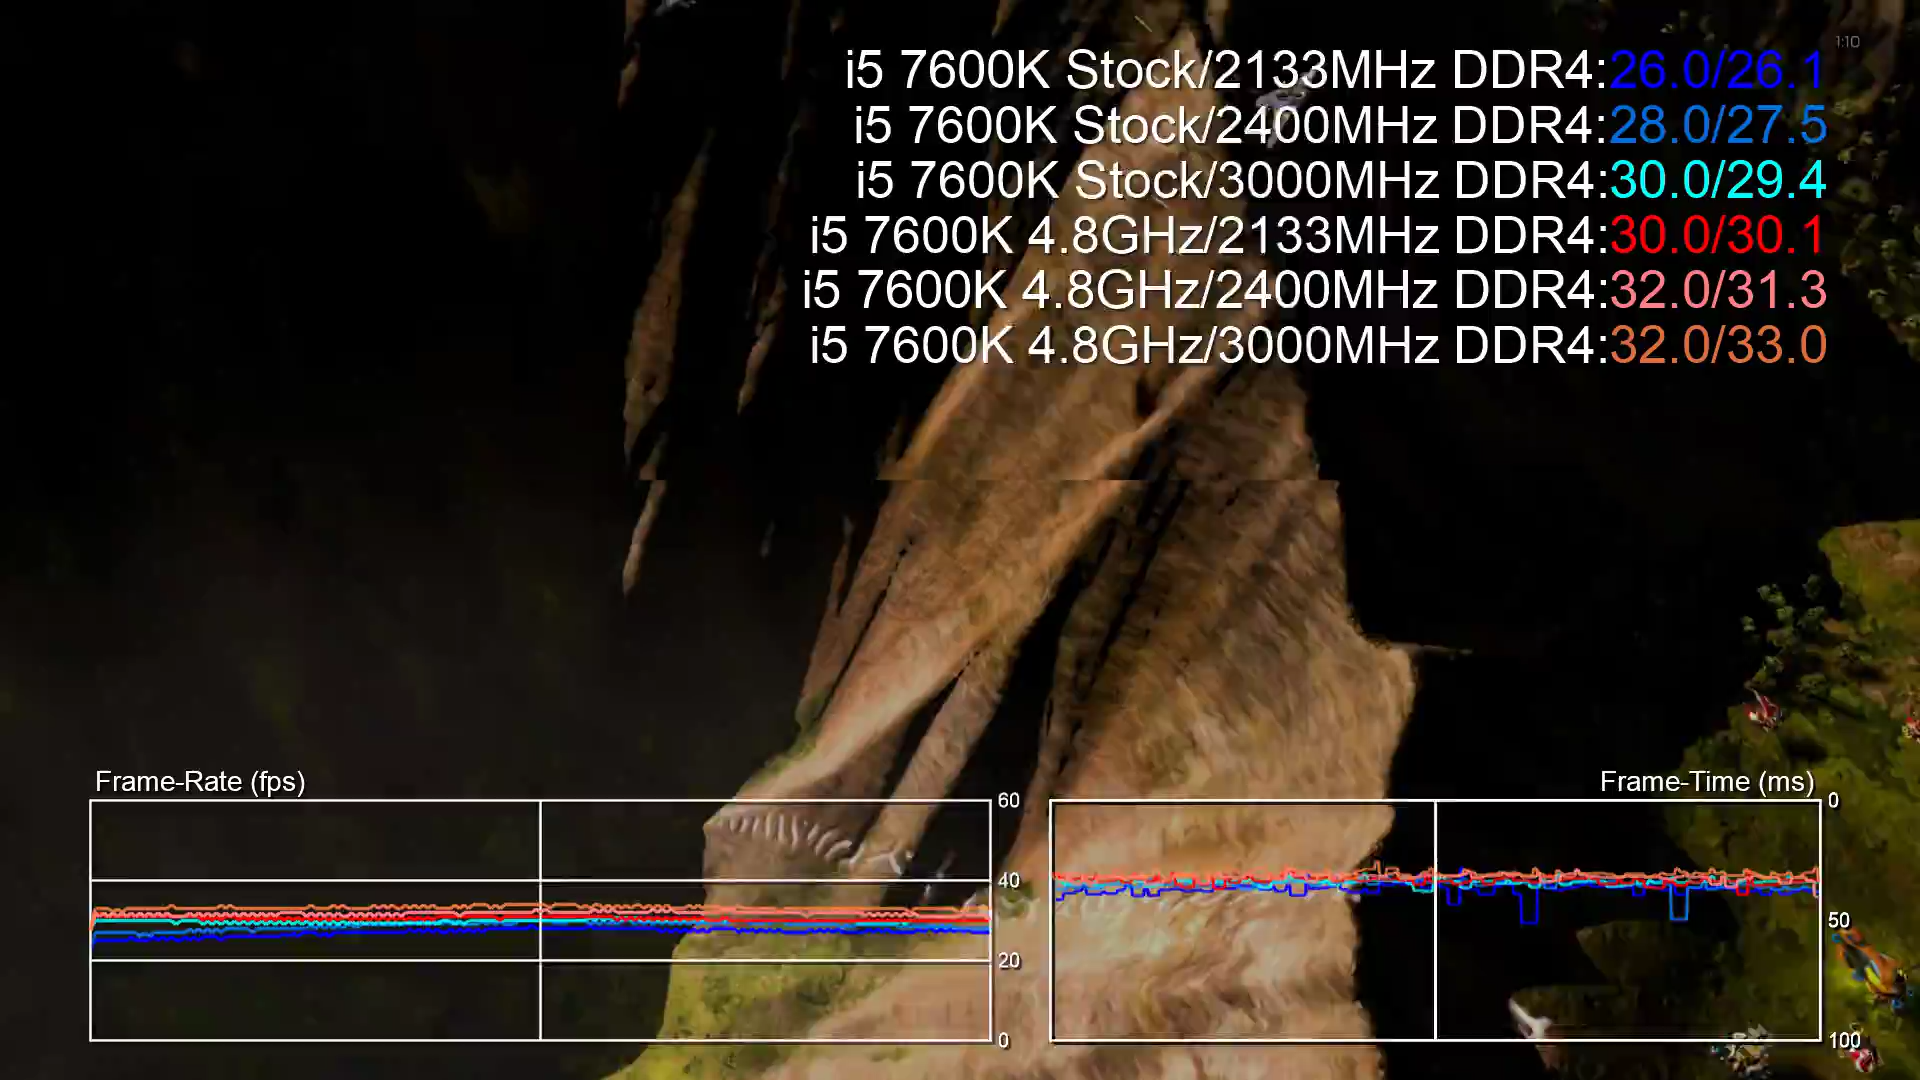 1:10
i5 7600K Stock/2133MHz DDR4:26.0/26.1
i5 7600K Stock/2400MHz DDR4:28.0/27.5
i5 7600K Stock/3000MHz DDR4:30.0/29.4
i5 7600K 4.8GHz/2133MHz DDR4:30.0/30.1
i5 7600K 4.8GHz/2400MHz DDR4:32.0/31.3
i5 7600K 4.8GHz/3000MHz DDR4:32.0/33.0
Frame-Rate (fps)
60
40
20
0
Frame-Time (ms)
0
50
100